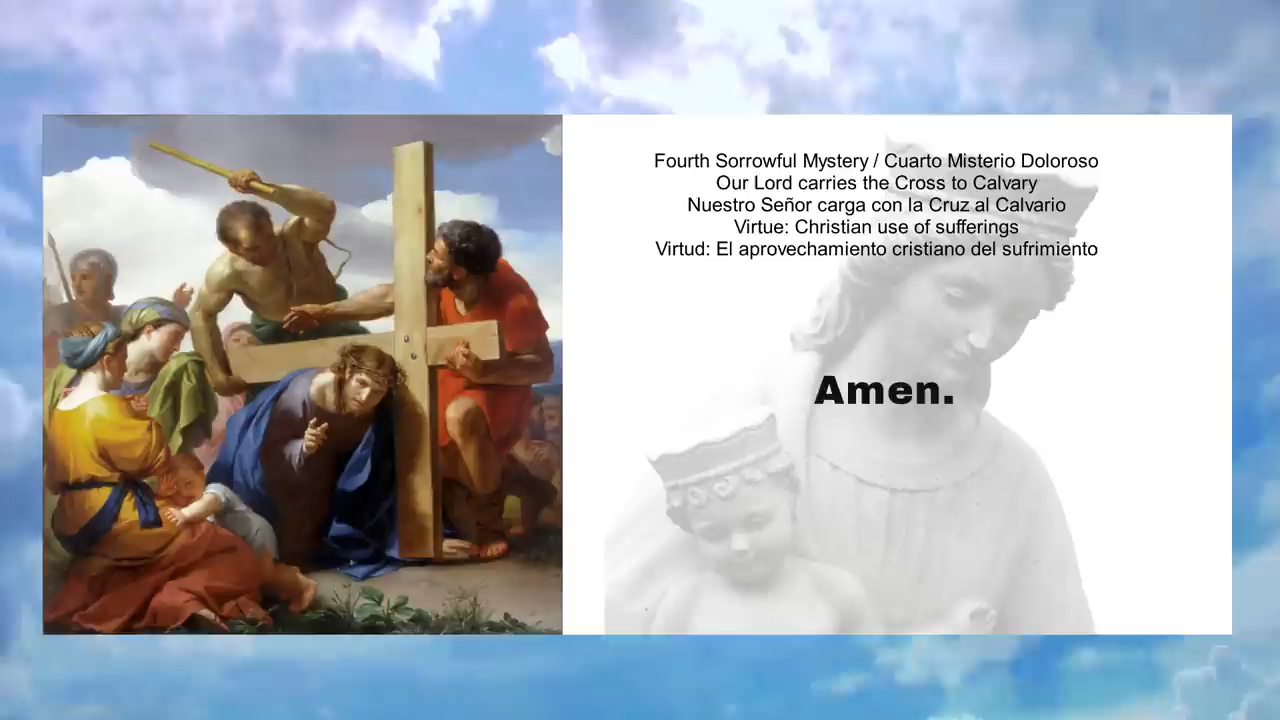 Fourth Sorrowful Mystery / Cuarto Misterio Doloroso
Our Lord carries the Cross to Calvary
Nuestro Señor carga con la Cruz al Calvario
Virtue: Christian use of sufferings
Virtud: El aprovechamiento cristiano del sufrimiento
Amen.